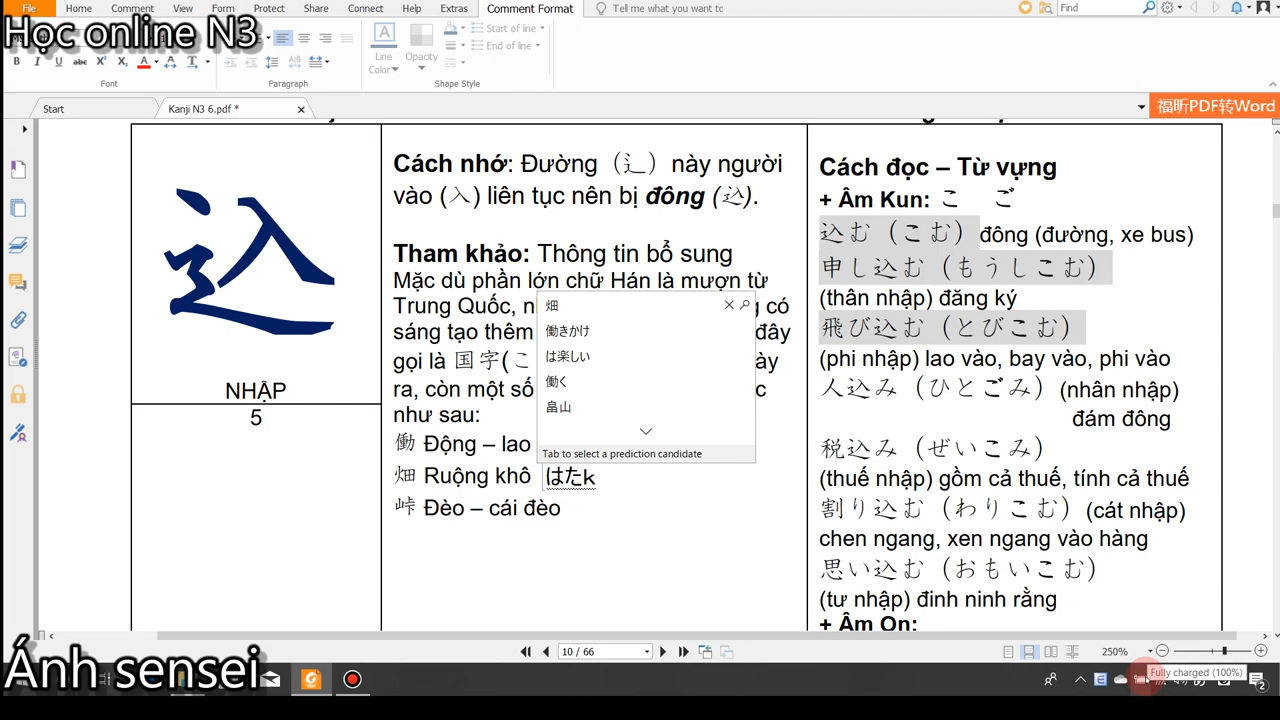 File Home Comment View Form Protect Share Connect Help Extras Comment Format Tell me what you want to Find
Học online N3
Line Color Opacity Start of line End of line
Font Paragraph Shape Style
Start Kanji N3 6.pdf * 福昕PDF转Word
込
NHẬP
5
Cách nhớ: Đường（辶）này người
vào (入) liên tục nên bị đông (込).
Tham khảo: Thông tin bổ sung
Mặc dù phần lớn chữ Hán là mượn từ
Trung Quốc, có
sáng tạo thêm đây
gọi là 国字(こ ày
ra, còn một số c
như sau:
働 Động – lao
畑 Ruộng khô はたk
峠 Đèo – cái đèo
畑
働きかけ
は楽しい
働く
畠山
Tab to select a prediction candidate
Cách đọc – Từ vựng
+ Âm Kun: こ ご
込む（こむ）đông (đường, xe bus)
申し込む（もうしこむ）
(thân nhập) đăng ký
飛び込む（とびこむ）
(phi nhập) lao vào, bay vào, phi vào
人込み（ひとごみ）(nhân nhập)
đám đông
税込み（ぜいこみ）
(thuế nhập) gồm cả thuế, tính cả thuế
割り込む（わりこむ）(cát nhập)
chen ngang, xen ngang vào hàng
思い込む（おもいこむ）
(tư nhập) đinh ninh rằng
+ Âm On:
10 / 66 250%
Ánh sensei
Fully charged (100%)
2